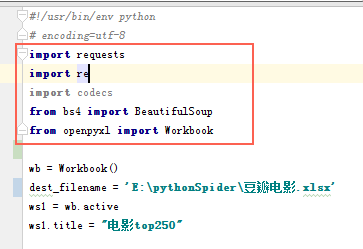 #!/usr/bin/env python
# encoding=utf-8
import requests
import re
import codecs
from bs4 import BeautifulSoup
from openpyxl import Workbook
wb = Workbook()
dest_filename = 'E:\pythonSpider\豆瓣电影.xlsx'
ws1 = wb.active
ws1.title = "电影top250"